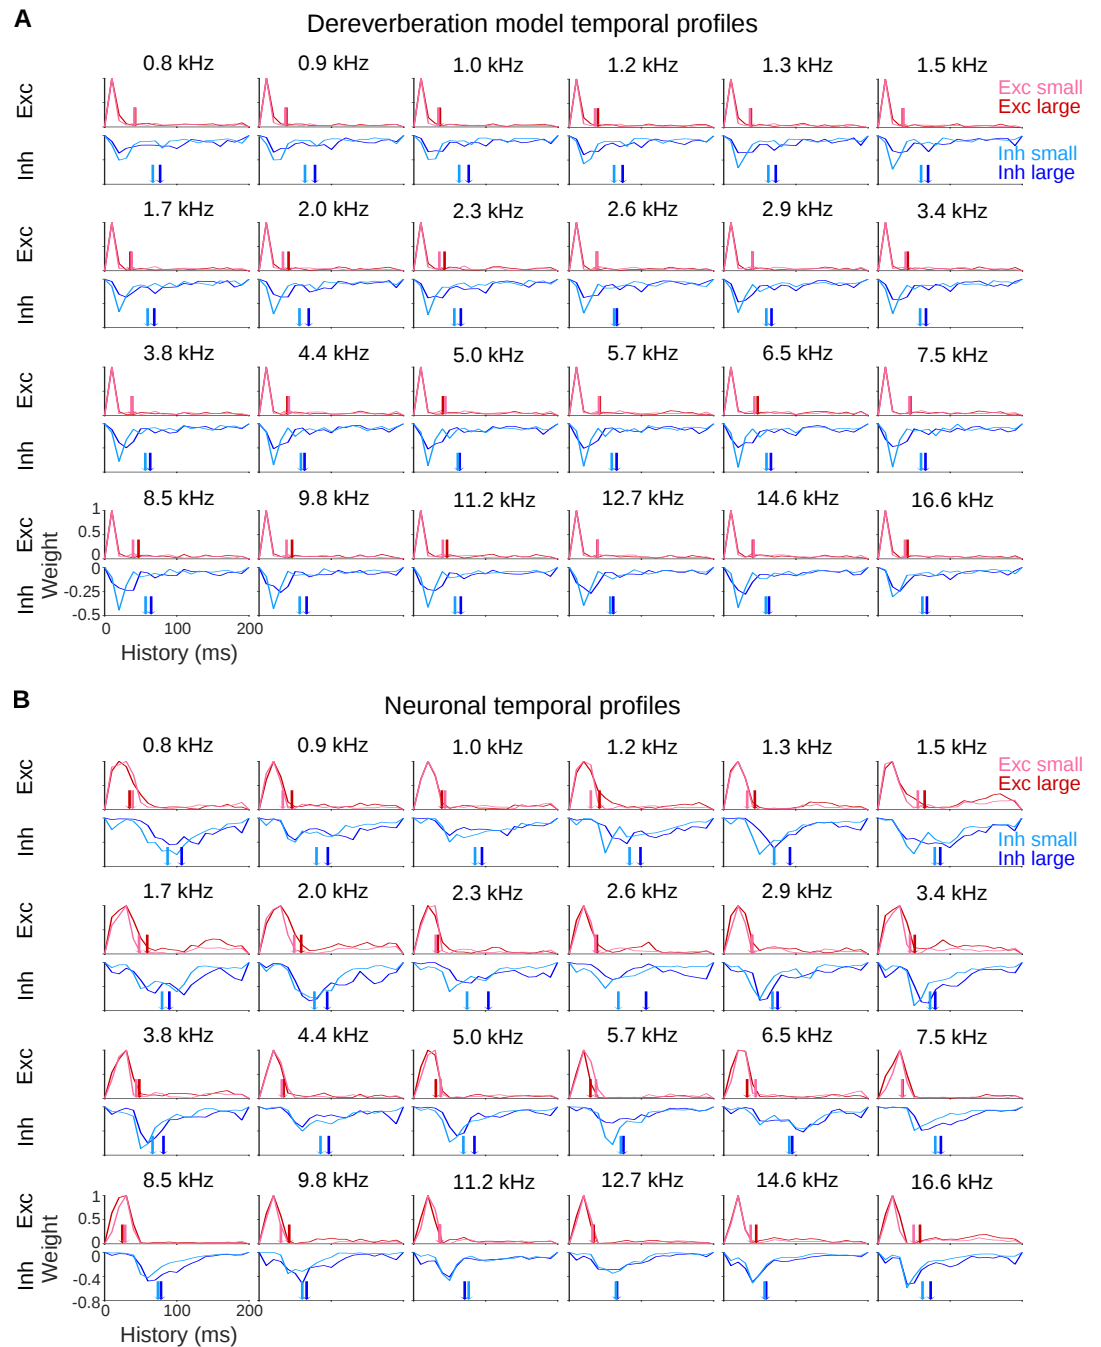 A
Dereverberation model temporal profiles
0.8 kHz 0.9 kHz 1.0 kHz 1.2 kHz 1.3 kHz 1.5 kHz
Exc
Exc small
Exc large
Inh
Inh small
Inh large
1.7 kHz 2.0 kHz 2.3 kHz 2.6 kHz 2.9 kHz 3.4 kHz
Exc
Inh
3.8 kHz 4.4 kHz 5.0 kHz 5.7 kHz 6.5 kHz 7.5 kHz
Exc
Inh
8.5 kHz 9.8 kHz 11.2 kHz 12.7 kHz 14.6 kHz 16.6 kHz
Exc
Inh
Weight
1
0.5
0
0
-0.25
-0.5
0 100 200
History (ms)
B
Neuronal temporal profiles
0.8 kHz 0.9 kHz 1.0 kHz 1.2 kHz 1.3 kHz 1.5 kHz
Exc
Exc small
Exc large
Inh
Inh small
Inh large
1.7 kHz 2.0 kHz 2.3 kHz 2.6 kHz 2.9 kHz 3.4 kHz
Exc
Inh
3.8 kHz 4.4 kHz 5.0 kHz 5.7 kHz 6.5 kHz 7.5 kHz
Exc
Inh
8.5 kHz 9.8 kHz 11.2 kHz 12.7 kHz 14.6 kHz 16.6 kHz
Exc
Inh
Weight
1
0.5
0
0
-0.4
-0.8
0 100 200
History (ms)